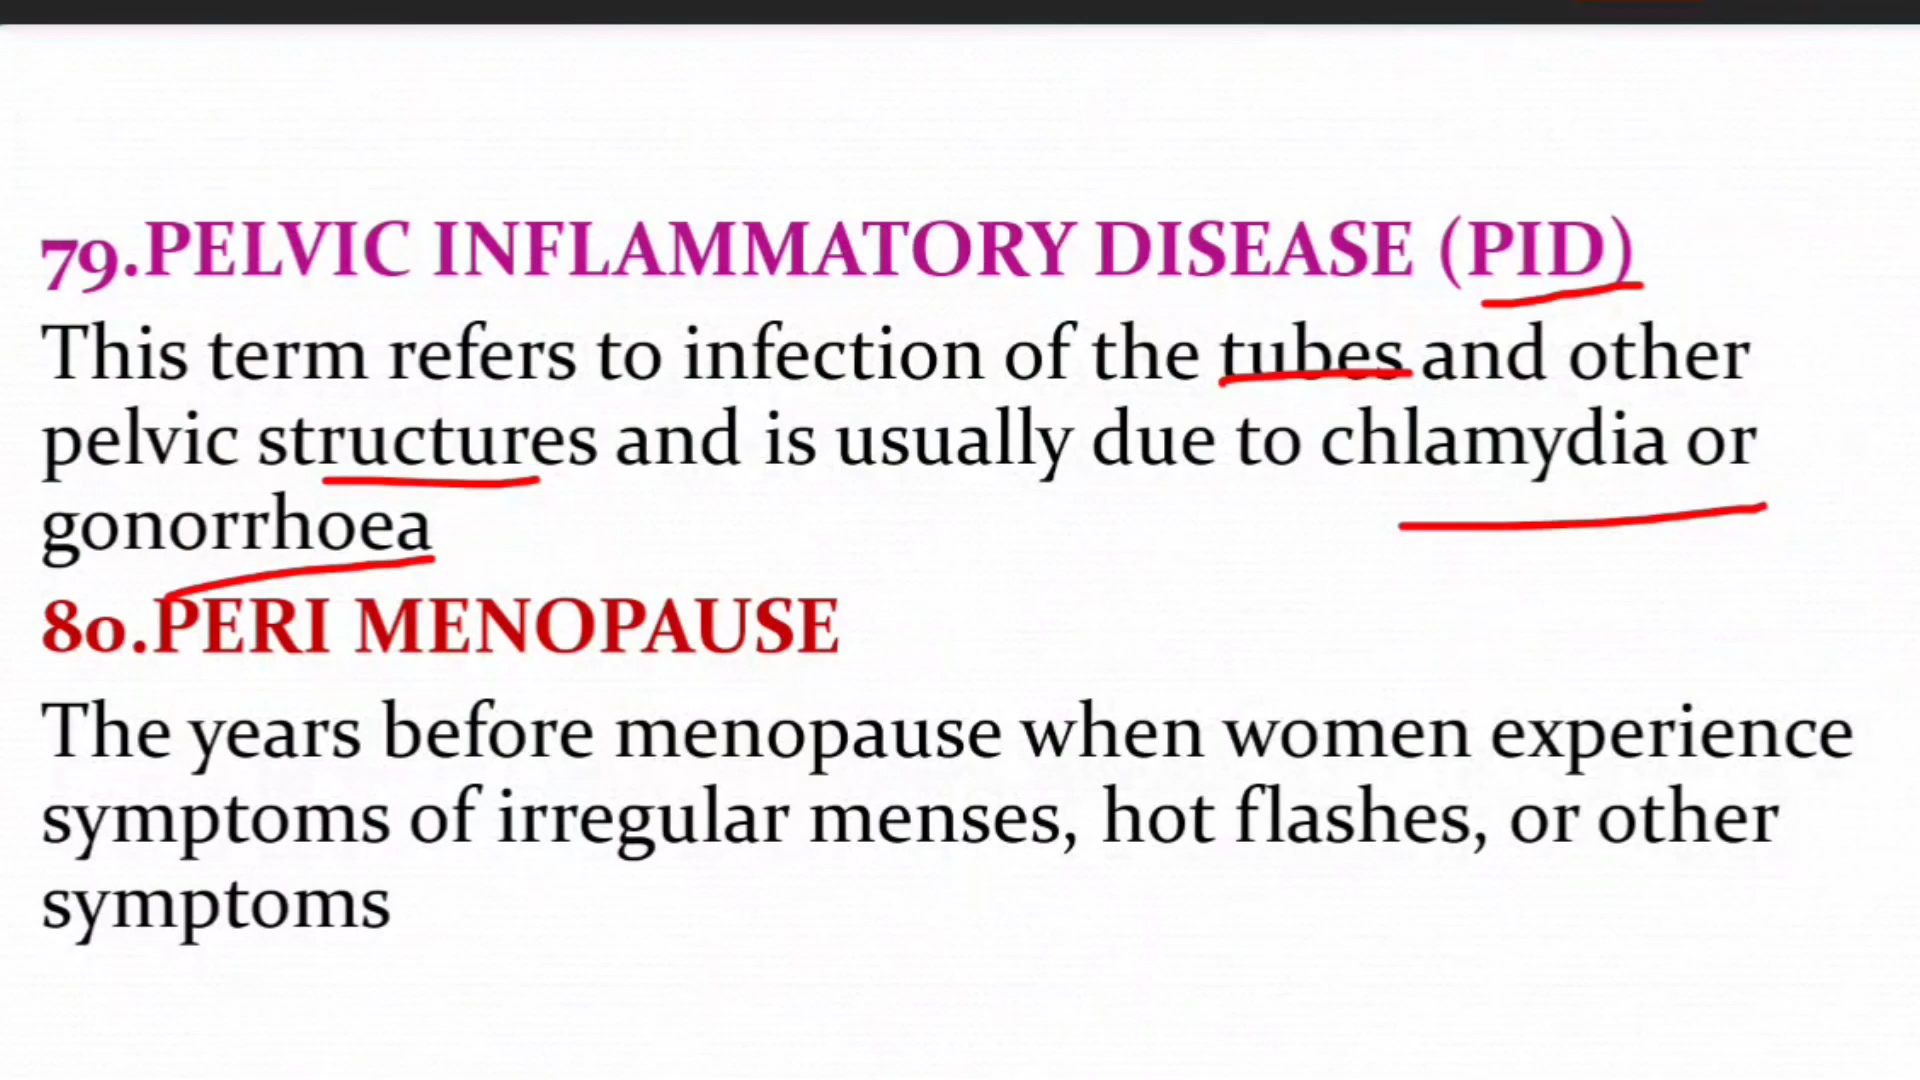 79.PELVIC INFLAMMATORY DISEASE (PID)
This term refers to infection of the tubes and other
pelvic structures and is usually due to chlamydia or
gonorrhoea
80.PERI MENOPAUSE
The years before menopause when women experience
symptoms of irregular menses, hot flashes, or other
symptoms